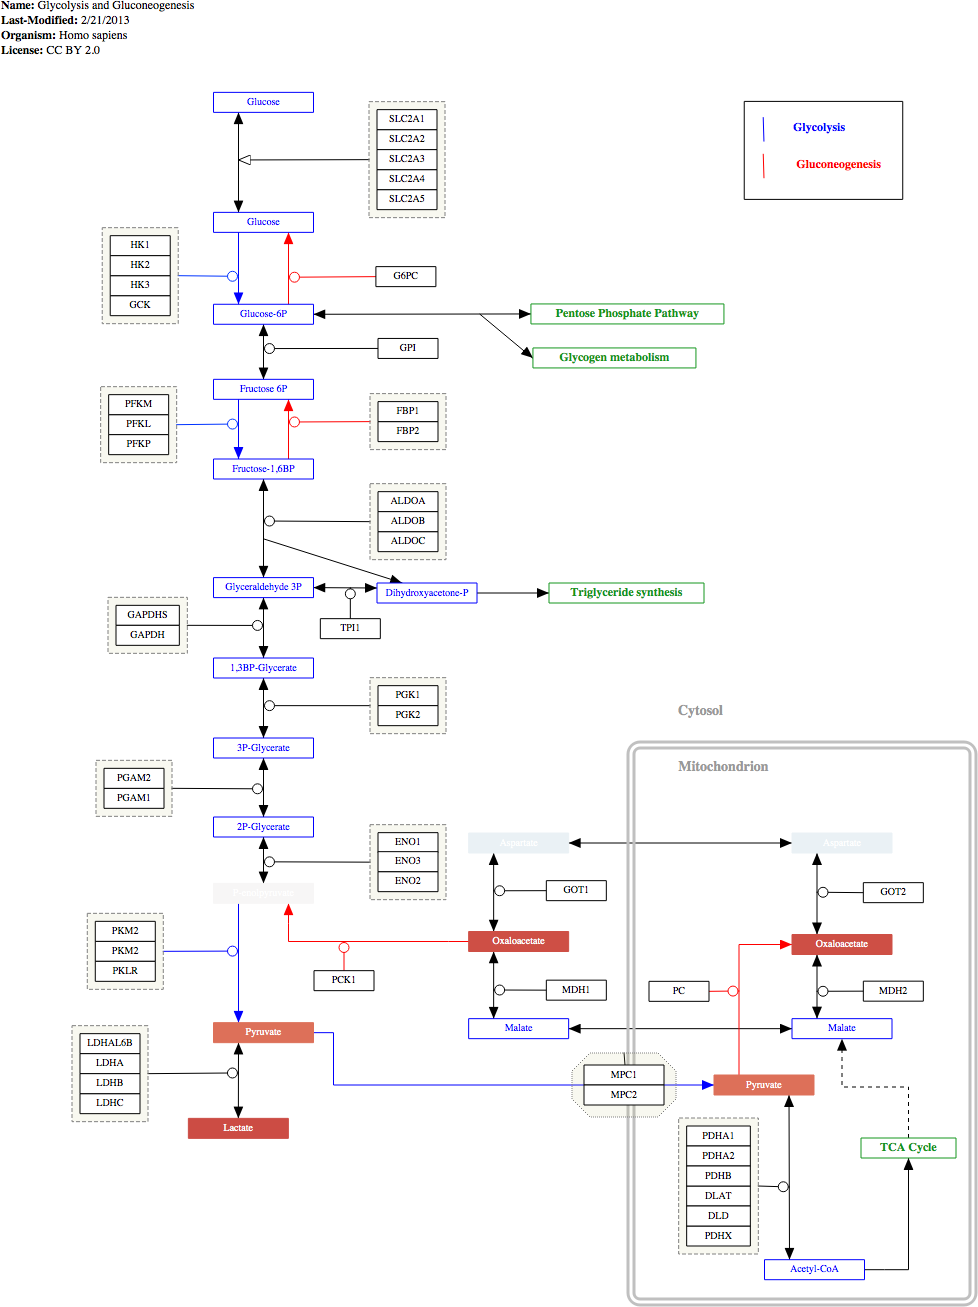 Name: Glycolysis and Gluconeogenesis
Last-Modified: 2/21/2013
Organism: Homo sapiens
License: CC BY 2.0
Glucose
SLC2A1
SLC2A2
SLC2A3
SLC2A4
SLC2A5
Glycolysis
Gluconeogenesis
Glucose
HK1
HK2
HK3
GCK
G6PC
Glucose-6P
Pentose Phosphate Pathway
GPI
Glycogen metabolism
Fructose 6P
PFKM
PFKL
PFKP
FBP1
FBP2
Fructose-1,6BP
ALDOA
ALDOB
ALDOC
Glyceraldehyde 3P
Dihydroxyacetone-P
Triglyceride synthesis
GAPDHS
GAPDH
TPI1
1,3BP-Glycerate
PGK1
PGK2
Cytosol
3P-Glycerate
Mitochondrion
PGAM2
PGAM1
2P-Glycerate
ENO1
ENO3
ENO2
Aspartate
Aspartate
GOT1
GOT2
PKM2
PKM2
PKLR
Oxaloacetate
Oxaloacetate
PCK1
MDH1
PC
MDH2
Pyruvate
Malate
Malate
LDHAL6B
LDHA
LDHB
LDHC
MPC1
MPC2
Pyruvate
Lactate
PDHA1
PDHA2
PDHB
DLAT
DLD
PDHX
TCA Cycle
Acetyl-CoA